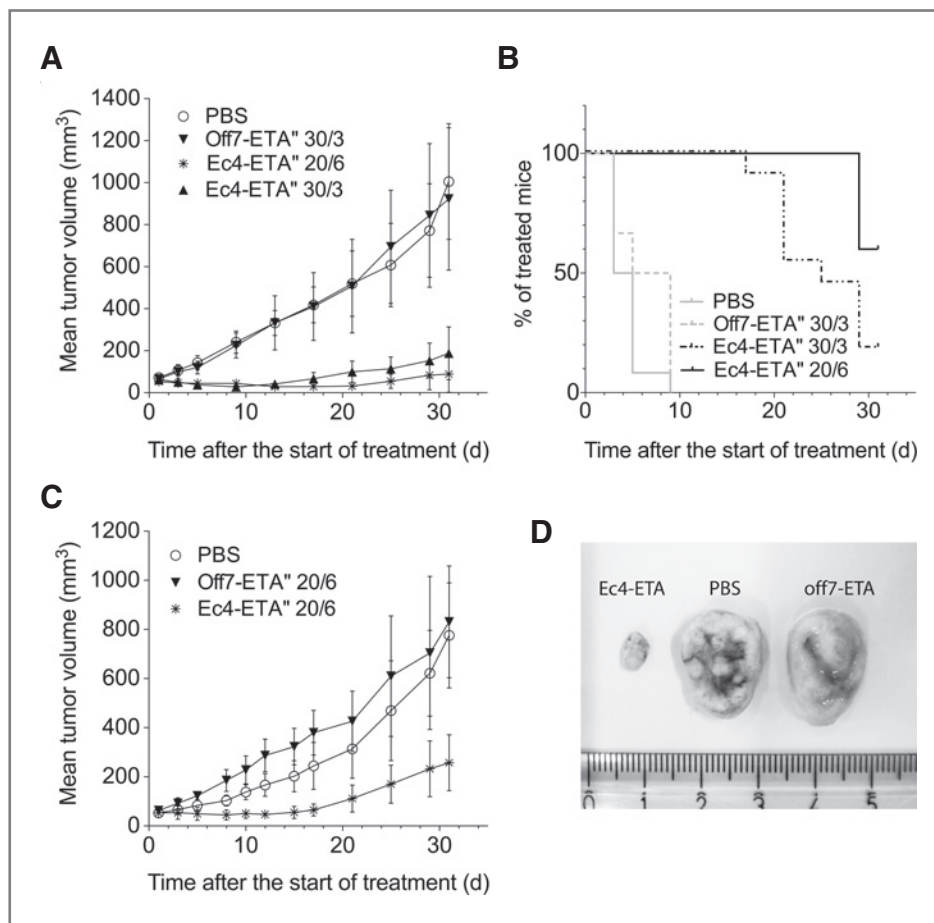 A
Mean tumor volume (mm³)
1400
1200
1000
800
600
400
200
0
PBS
Off7-ETA" 30/3
Ec4-ETA" 20/6
Ec4-ETA" 30/3
0 10 20 30
Time after the start of treatment (d)
B
% of treated mice
100
50
0
PBS
Off7-ETA" 30/3
Ec4-ETA" 30/3
Ec4-ETA" 20/6
0 10 20 30
Time after the start of treatment (d)
C
Mean tumor volume (mm³)
1200
1000
800
600
400
200
0
PBS
Off7-ETA" 20/6
Ec4-ETA" 20/6
0 10 20 30
Time after the start of treatment (d)
D
Ec4-ETA PBS off7-ETA
0 1 2 3 4 5